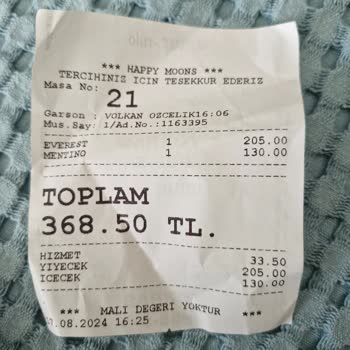 *** HAPPY MOONS ***
TERCIHINIZ ICIN TESEKKUR EDERIZ
Masa No:
21
Garson : VOLKAN OZCELIK16:06
Mus.Say: 1/Ad.No.:1163395
EVEREST 1 205.00
MENTINO 1 130.00
TOPLAM
368.50 TL.
HIZMET 33.50
YIYECEK 205.00
ICECEK 130.00
*** MALI DEGERI YOKTUR ***
.08.2024 16:25